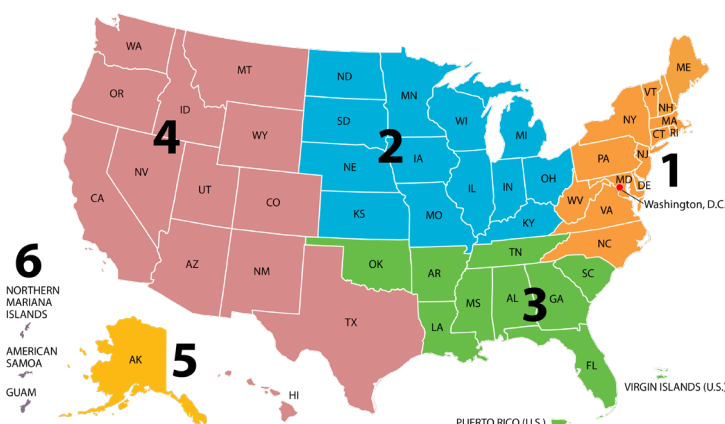 WA
OR
ID
MT
ND
MN
WI
MI
SD
WY
NE
IA
IL
IN
OH
NV
UT
CO
KS
MO
KY
CA
AZ
NM
OK
AR
TN
TX
LA
MS
AL
GA
SC
FL
NC
VA
WV
PA
NY
VT
NH
ME
MA
CT
RI
NJ
MD
DE
Washington, D.C.
1
2
3
4
5
6
NORTHERN
MARIANA
ISLANDS
AMERICAN
SAMOA
GUAM
AK
HI
VIRGIN ISLANDS (U.S.)
PUERTO RICO (U.S.)